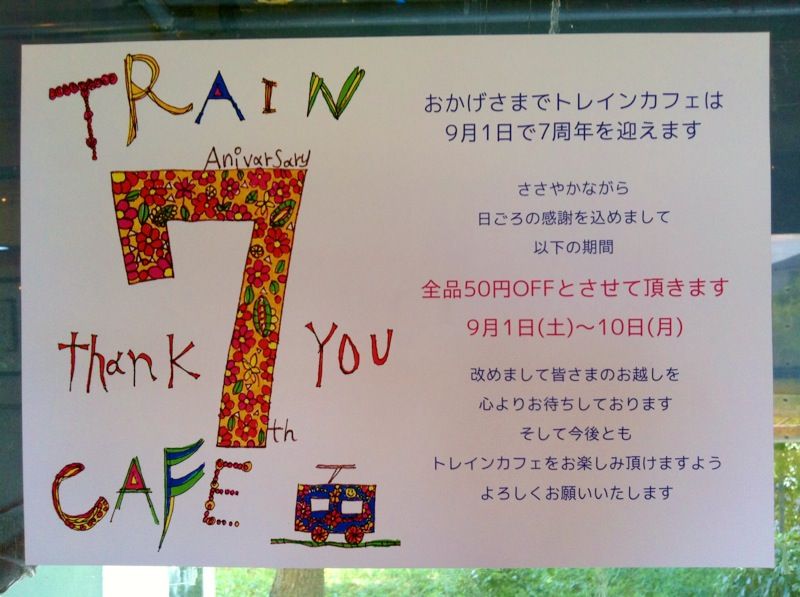 TRAIN
Anivarsary
7th
thank YOU
CAFE
おかげさまでトレインカフェは
9月1日で7周年を迎えます
ささやかながら
日ごろの感謝を込めまして
以下の期間
全品50円OFFとさせて頂きます
9月1日(土)〜10日(月)
改めまして皆さまのお越しを
心よりお待ちしております
そして今後とも
トレインカフェをお楽しみ頂けますよう
よろしくお願いいたします